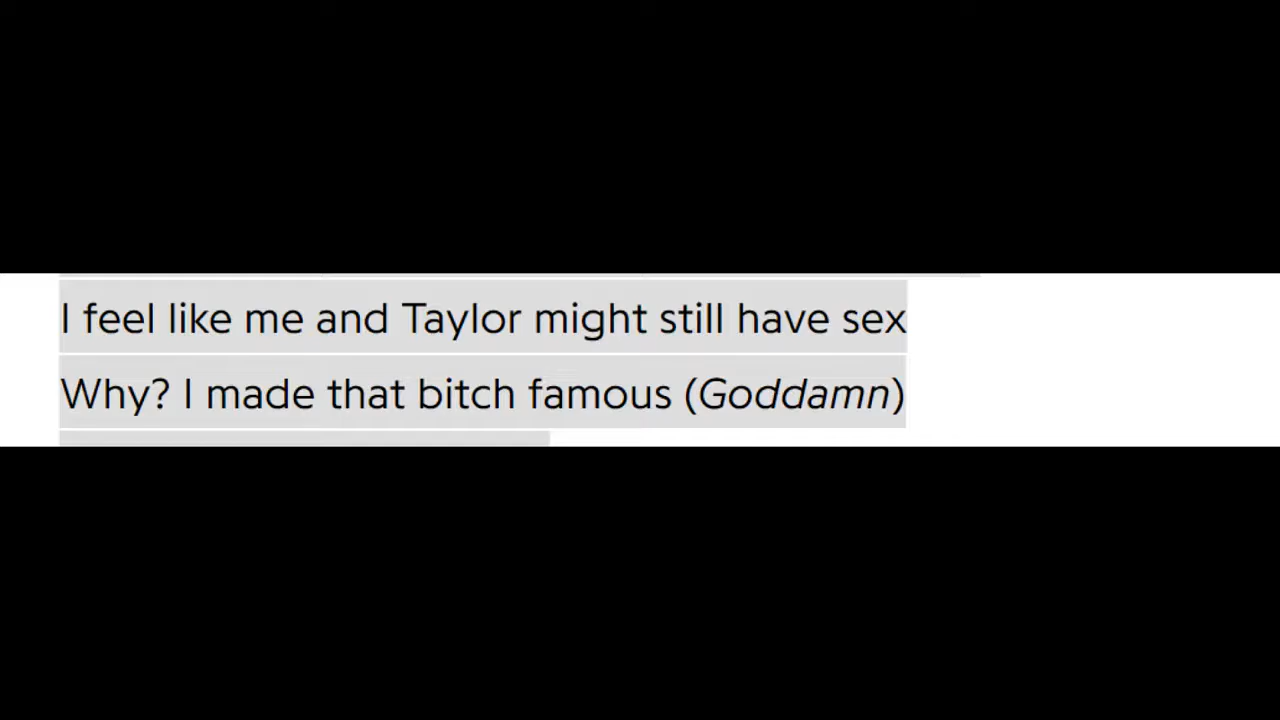 I feel like me and Taylor might still have sex
Why? I made that bitch famous (Goddamn)